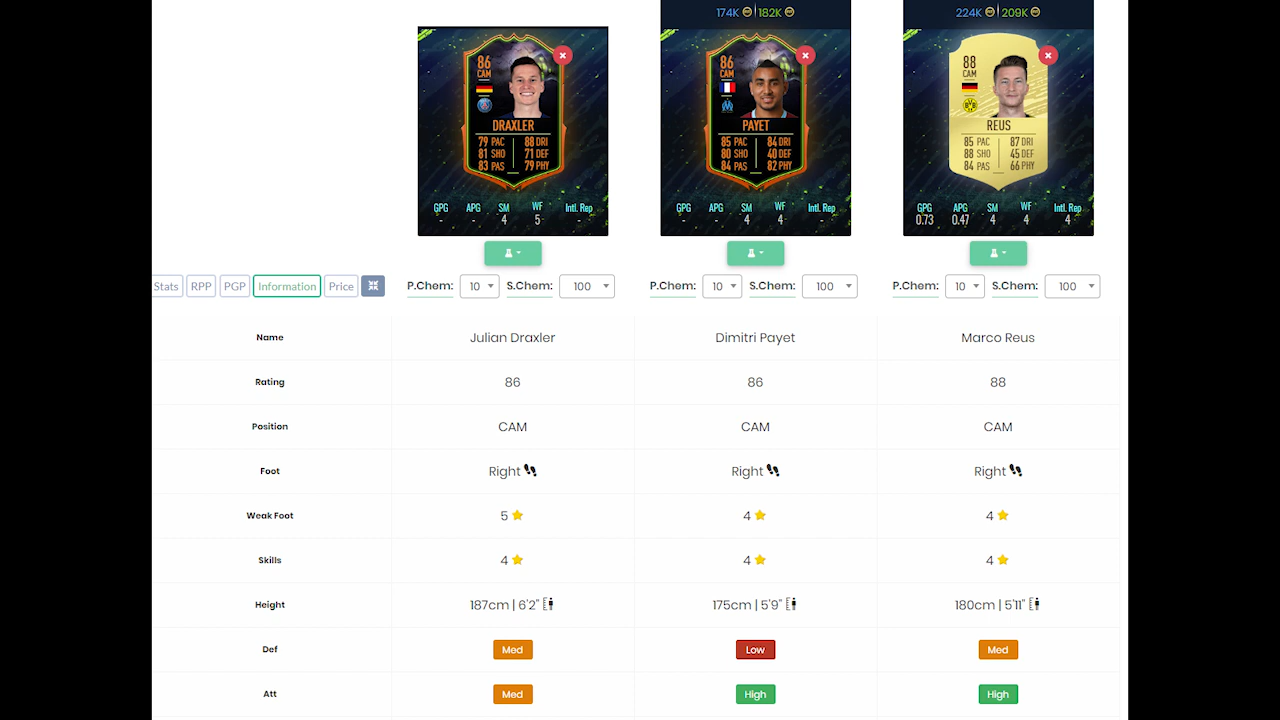 174K 182K
224K 209K
86
CAM
DRAXLER
79 PAC 88 DRI
81 SHO 71 DEF
83 PAS 79 PHY
GPG APG SM WF Intl. Rep
- - 4 5 -
86
CAM
PAYET
85 PAC 84 DRI
80 SHO 40 DEF
84 PAS 82 PHY
GPG APG SM WF Intl. Rep
- - 4 4 -
88
CAM
REUS
85 PAC 87 DRI
88 SHO 45 DEF
84 PAS 66 PHY
GPG APG SM WF Intl. Rep
0.73 0.47 4 4 4
Stats RPP PGP Information Price
P.Chem: 10 S.Chem: 100
P.Chem: 10 S.Chem: 100
P.Chem: 10 S.Chem: 100
Name Julian Draxler Dimitri Payet Marco Reus
Rating 86 86 88
Position CAM CAM CAM
Foot Right Right Right
Weak Foot 5 4 4
Skills 4 4 4
Height 187cm | 6'2" 175cm | 5'9" 180cm | 5'11"
Def Med Low Med
Att Med High High